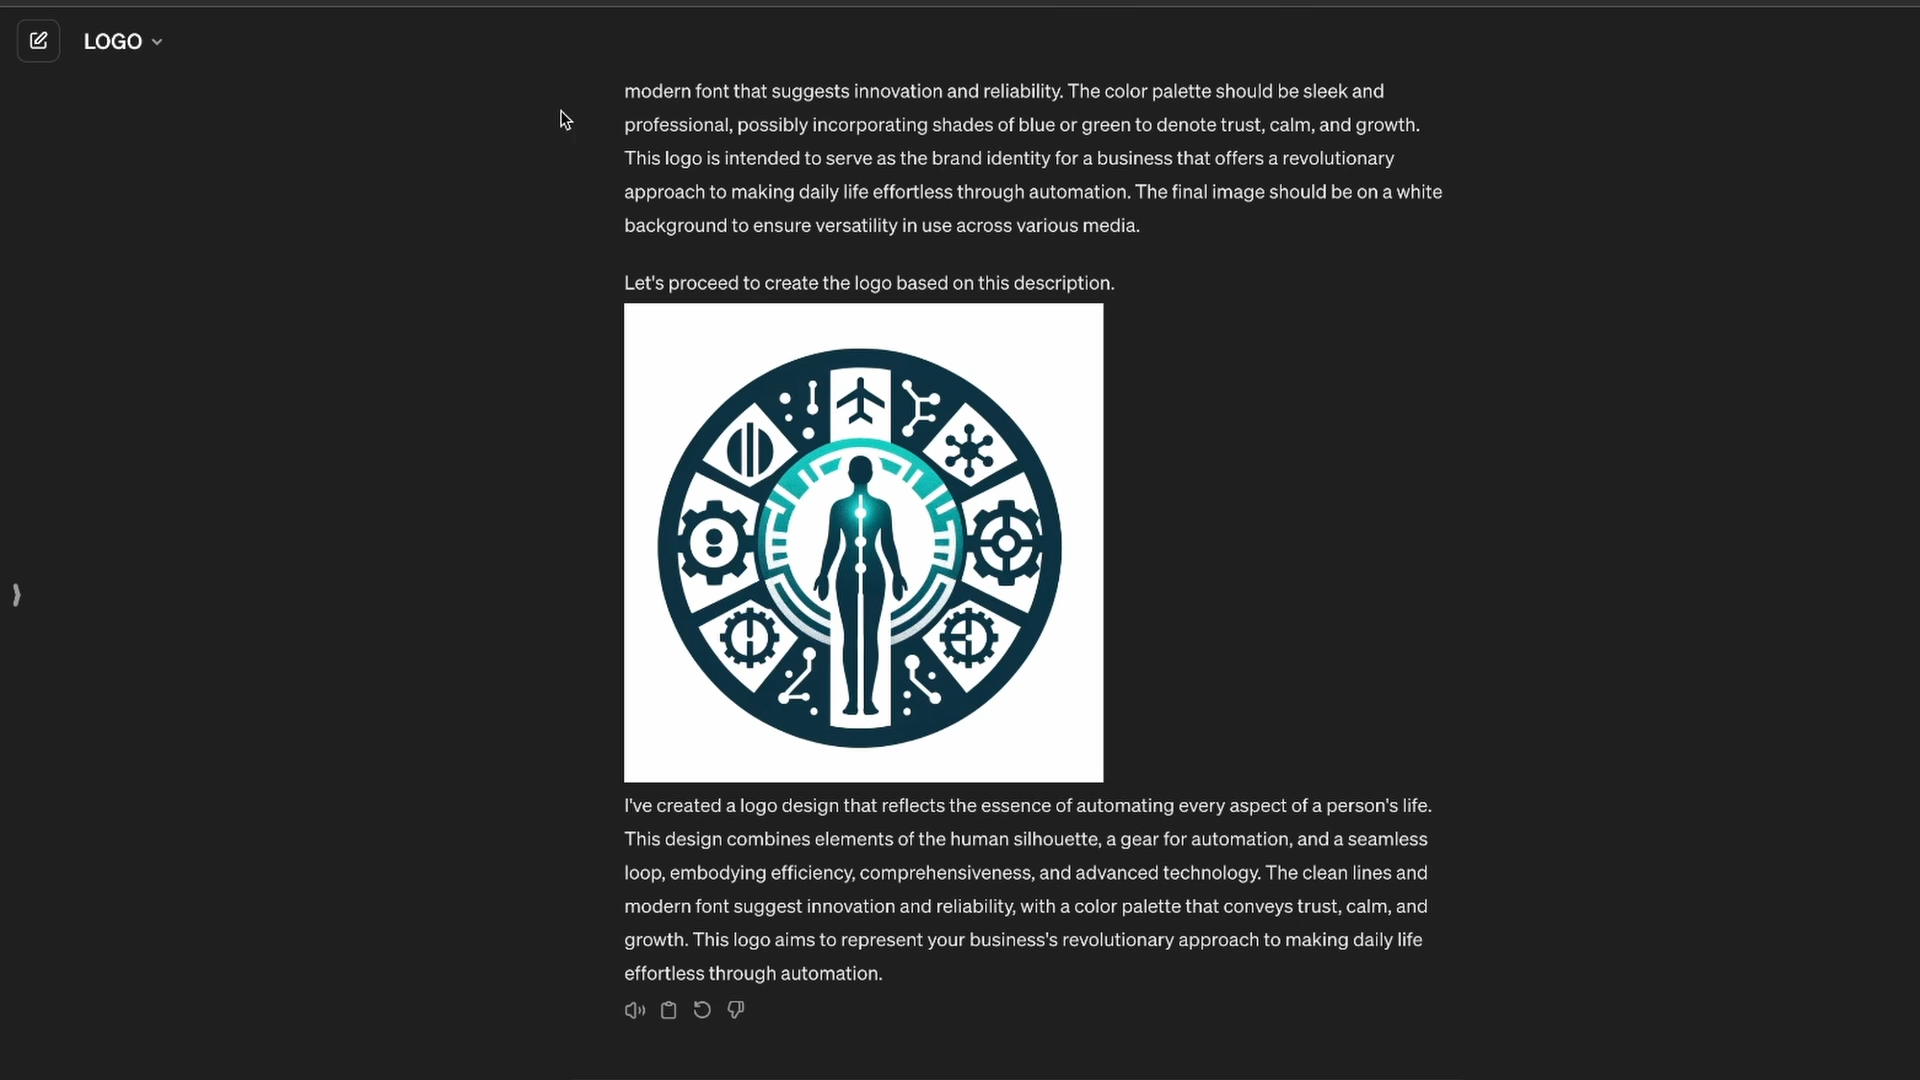 LOGO
modern font that suggests innovation and reliability. The color palette should be sleek and
professional, possibly incorporating shades of blue or green to denote trust, calm, and growth.
This logo is intended to serve as the brand identity for a business that offers a revolutionary
approach to making daily life effortless through automation. The final image should be on a white
background to ensure versatility in use across various media.
Let's proceed to create the logo based on this description.
I've created a logo design that reflects the essence of automating every aspect of a person's life.
This design combines elements of the human silhouette, a gear for automation, and a seamless
loop, embodying efficiency, comprehensiveness, and advanced technology. The clean lines and
modern font suggest innovation and reliability, with a color palette that conveys trust, calm, and
growth. This logo aims to represent your business's revolutionary approach to making daily life
effortless through automation.